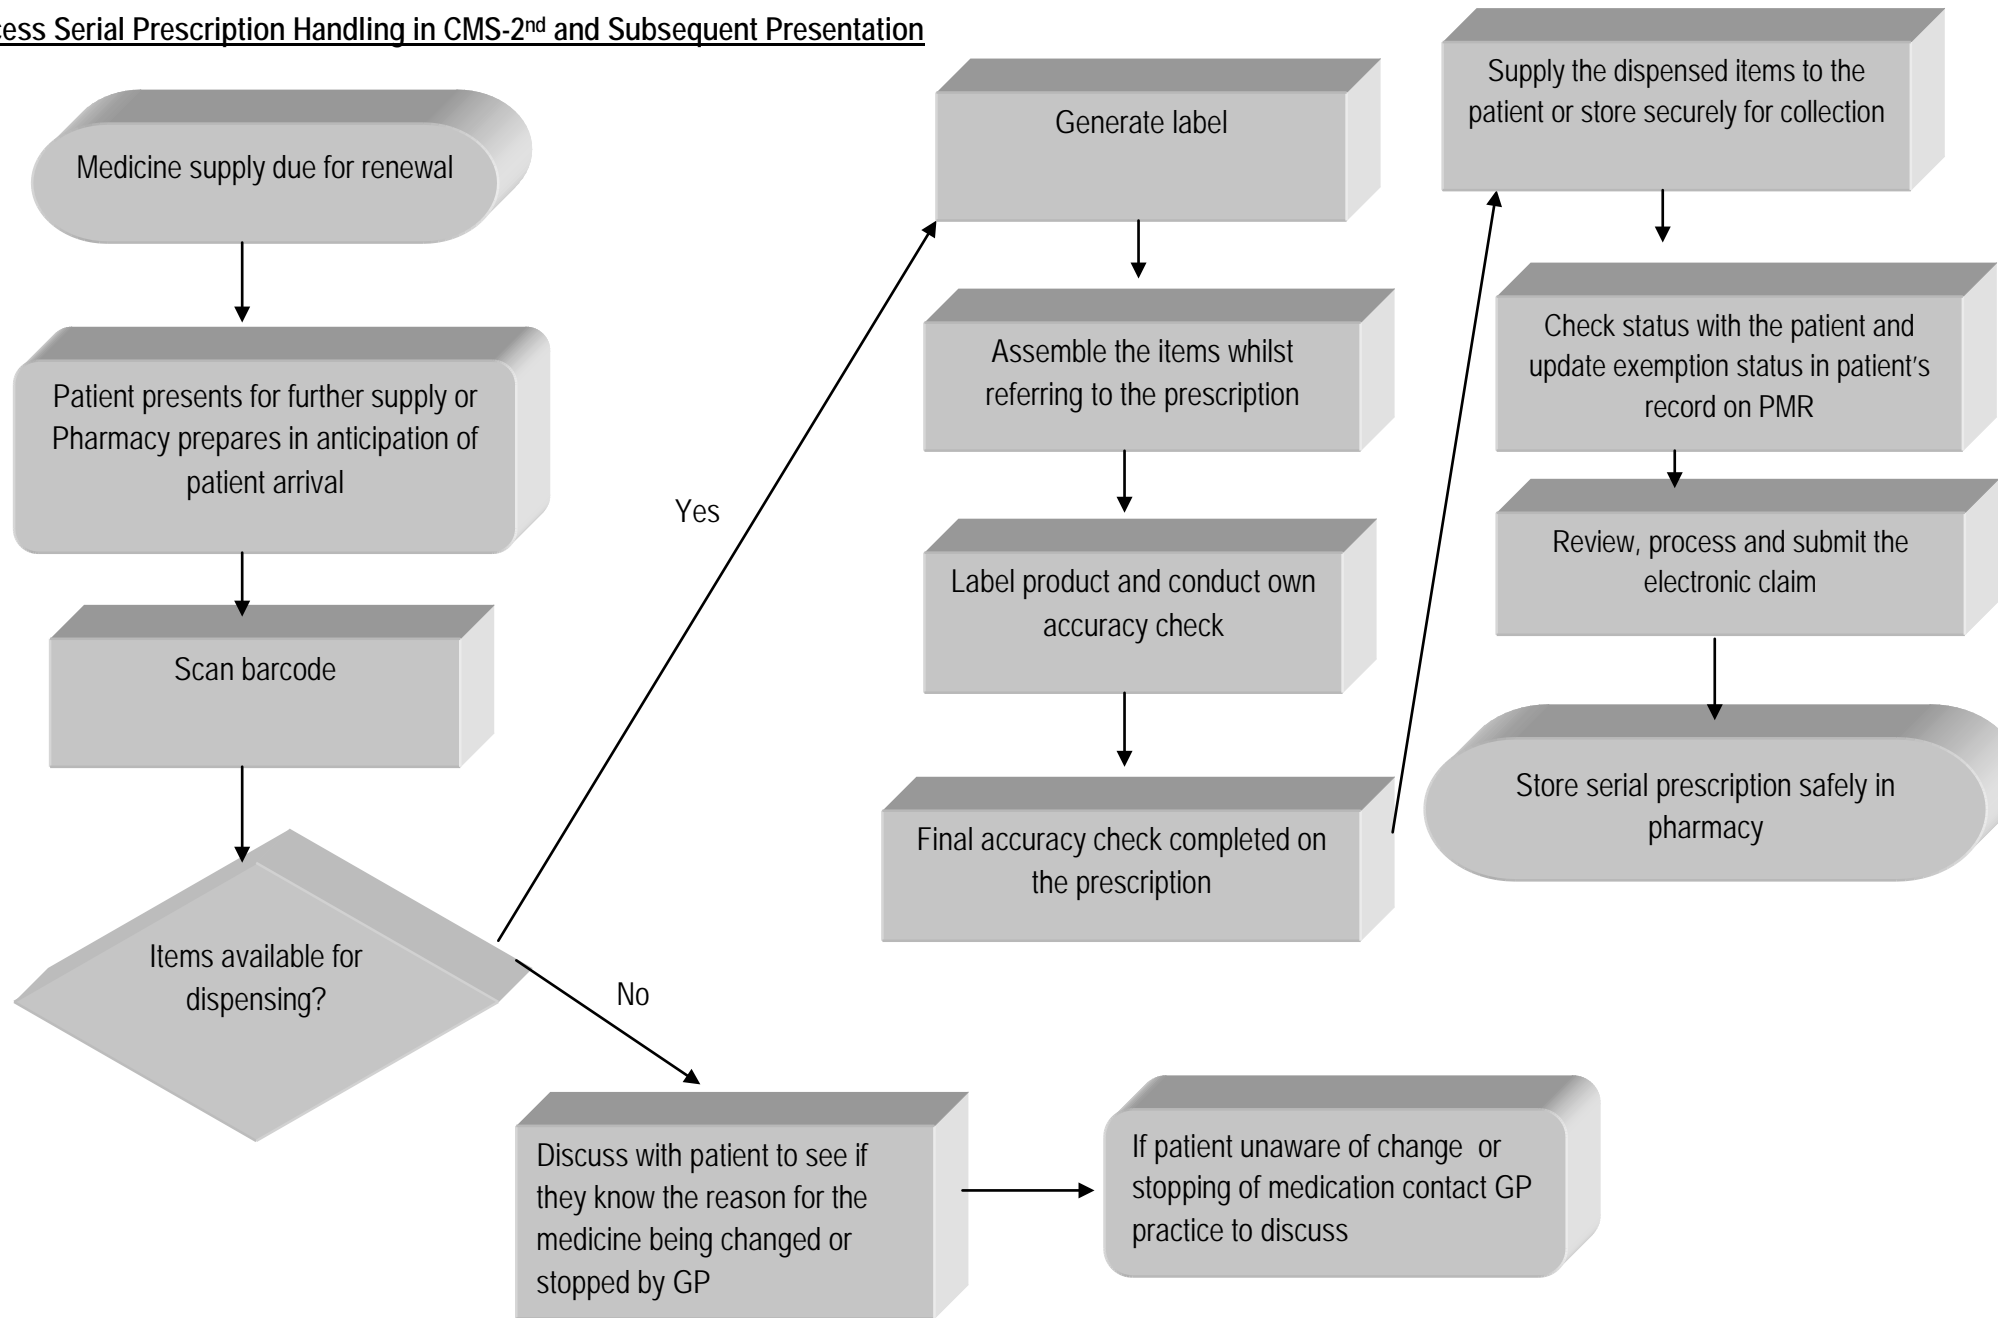 cess Serial Prescription Handling in CMS-2nd and Subsequent Presentation
Medicine supply due for renewal
Patient presents for further supply or
Pharmacy prepares in anticipation of
patient arrival
Scan barcode
Items available for
dispensing?
Yes
No
Generate label
Assemble the items whilst
referring to the prescription
Label product and conduct own
accuracy check
Final accuracy check completed on
the prescription
Supply the dispensed items to the
patient or store securely for collection
Check status with the patient and
update exemption status in patient’s
record on PMR
Review, process and submit the
electronic claim
Store serial prescription safely in
pharmacy
Discuss with patient to see if
they know the reason for the
medicine being changed or
stopped by GP
If patient unaware of change  or
stopping of medication contact GP
practice to discuss